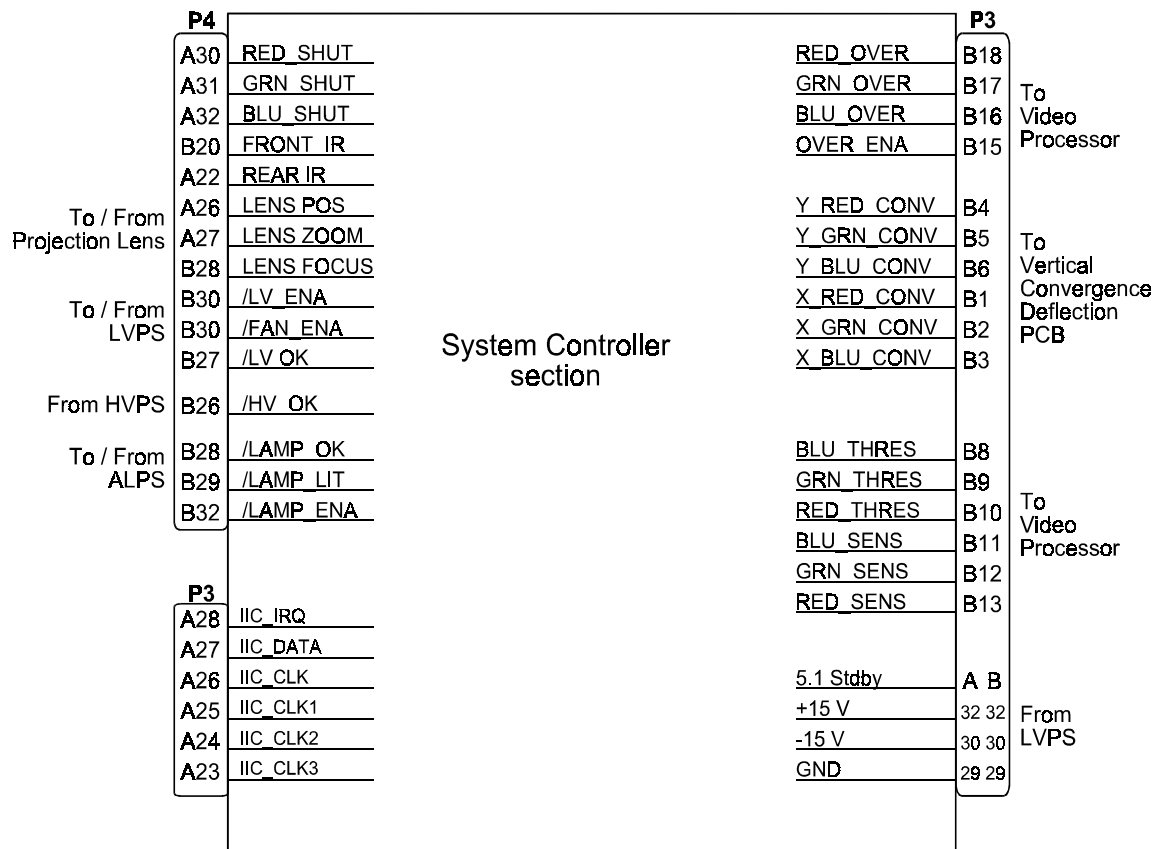 P4
A30 RED_SHUT
A31 GRN_SHUT
A32 BLU_SHUT
B20 FRONT_IR
A22 REAR IR
To / From
Projection Lens
A26 LENS POS
A27 LENS ZOOM
B28 LENS FOCUS
To / From
LVPS
B30 /LV_ENA
B30 /FAN_ENA
B27 /LV OK
From HVPS B26 /HV_OK
To / From
ALPS
B28 /LAMP_OK
B29 /LAMP_LIT
B32 /LAMP_ENA
P3
A28 IIC_IRQ
A27 IIC_DATA
A26 IIC_CLK
A25 IIC_CLK1
A24 IIC_CLK2
A23 IIC_CLK3
System Controller
section
P3
RED_OVER B18
GRN_OVER B17
BLU_OVER B16
OVER_ENA B15
To
Video
Processor
Y_RED_CONV B4
Y_GRN_CONV B5
Y_BLU_CONV B6
X_RED_CONV B1
X_GRN_CONV B2
X_BLU_CONV B3
To
Vertical
Convergence
Deflection
PCB
BLU_THRES B8
GRN_THRES B9
RED_THRES B10
BLU_SENS B11
GRN_SENS B12
RED_SENS B13
To
Video
Processor
5.1 Stdby A B
+15 V 32 32
-15 V 30 30
GND 29 29
From
LVPS